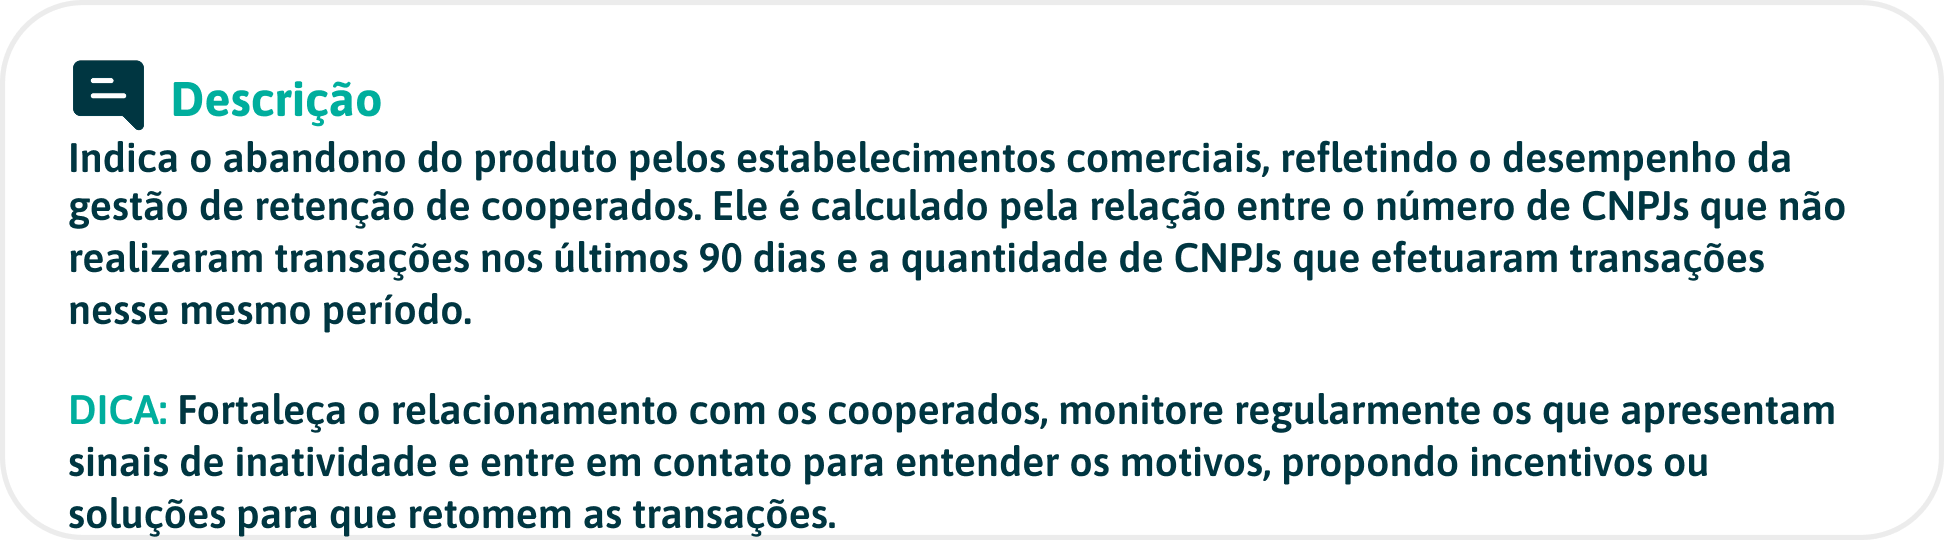 Descrição
Indica o abandono do produto pelos estabelecimentos comerciais, refletindo o desempenho da
gestão de retenção de cooperados. Ele é calculado pela relação entre o número de CNPJs que não
realizaram transações nos últimos 90 dias e a quantidade de CNPJs que efetuaram transações
nesse mesmo período.
DICA: Fortaleça o relacionamento com os cooperados, monitore regularmente os que apresentam
sinais de inatividade e entre em contato para entender os motivos, propondo incentivos ou
soluções para que retomem as transações.